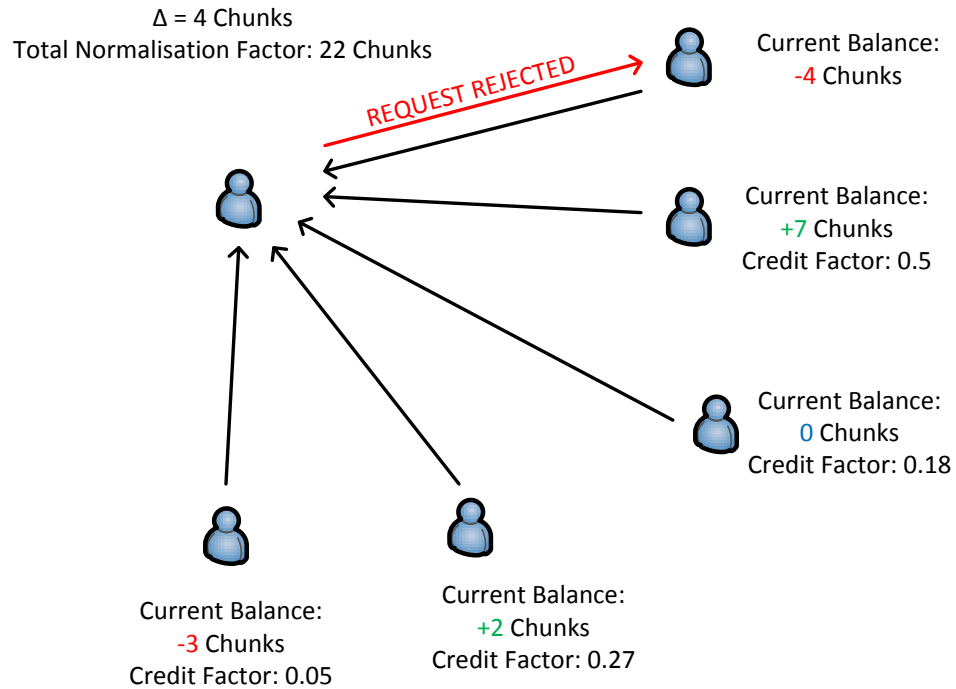 Δ = 4 Chunks
Total Normalisation Factor: 22 Chunks
REQUEST REJECTED
Current Balance:
-4 Chunks
Current Balance:
+7 Chunks
Credit Factor: 0.5
Current Balance:
0 Chunks
Credit Factor: 0.18
Current Balance:
+2 Chunks
Credit Factor: 0.27
Current Balance:
-3 Chunks
Credit Factor: 0.05